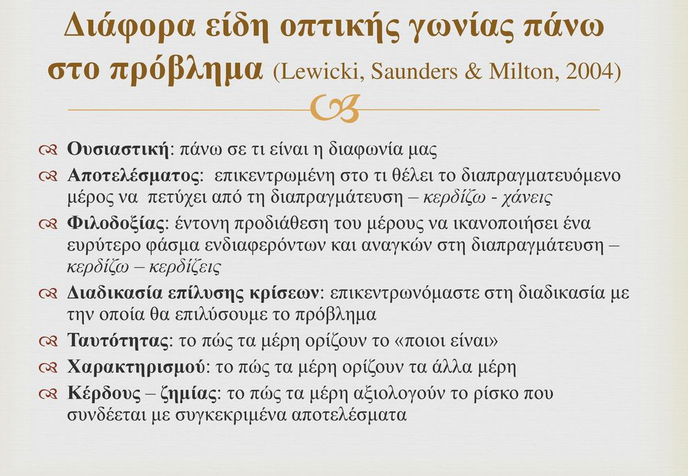 Διάφορα είδη οπτικής γωνίας πάνω
στο πρόβλημα (Lewicki, Saunders & Milton, 2004)
Ουσιαστική: πάνω σε τι είναι η διαφωνία μας
Αποτελέσματος: επικεντρωμένη στο τι θέλει το διαπραγματευόμενο
μέρος να πετύχει από τη διαπραγμάτευση – κερδίζω - χάνεις
Φιλοδοξίας: έντονη προδιάθεση του μέρους να ικανοποιήσει ένα
ευρύτερο φάσμα ενδιαφερόντων και αναγκών στη διαπραγμάτευση –
κερδίζω – κερδίζεις
Διαδικασία επίλυσης κρίσεων: επικεντρωνόμαστε στη διαδικασία με
την οποία θα επιλύσουμε το πρόβλημα
Ταυτότητας: το πώς τα μέρη ορίζουν το «ποιοι είναι»
Χαρακτηρισμού: το πώς τα μέρη ορίζουν τα άλλα μέρη
Κέρδους – ζημίας: το πώς τα μέρη αξιολογούν το ρίσκο που
συνδέεται με συγκεκριμένα αποτελέσματα